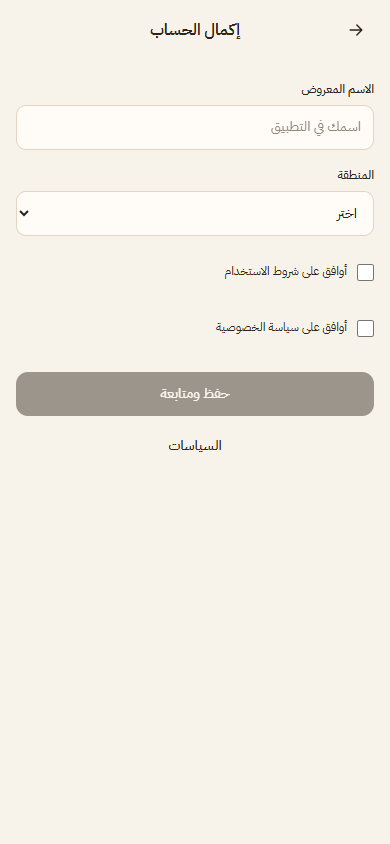 إكمال الحساب
الاسم المعروض
اسمك في التطبيق
المنطقة
اختر
أوافق على شروط الاستخدام
أوافق على سياسة الخصوصية
حفظ ومتابعة
السياسات